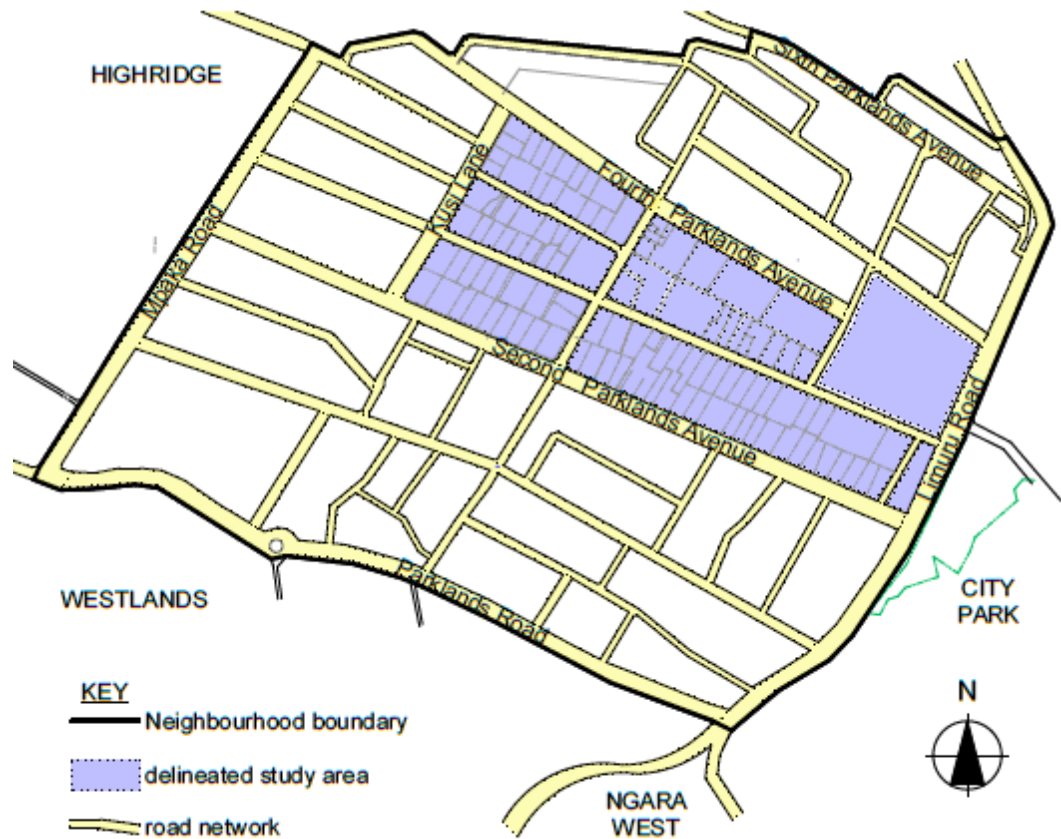 Sixth Parklands Avenue
HIGHRIDGE
Kusi Lane
Fourth Parklands Avenue
Mpaka Road
Second Parklands Avenue
Limuru Road
Parklands Road
WESTLANDS
CITY
PARK
KEY
Neighbourhood boundary
delineated study area
road network
N
NGARA
WEST